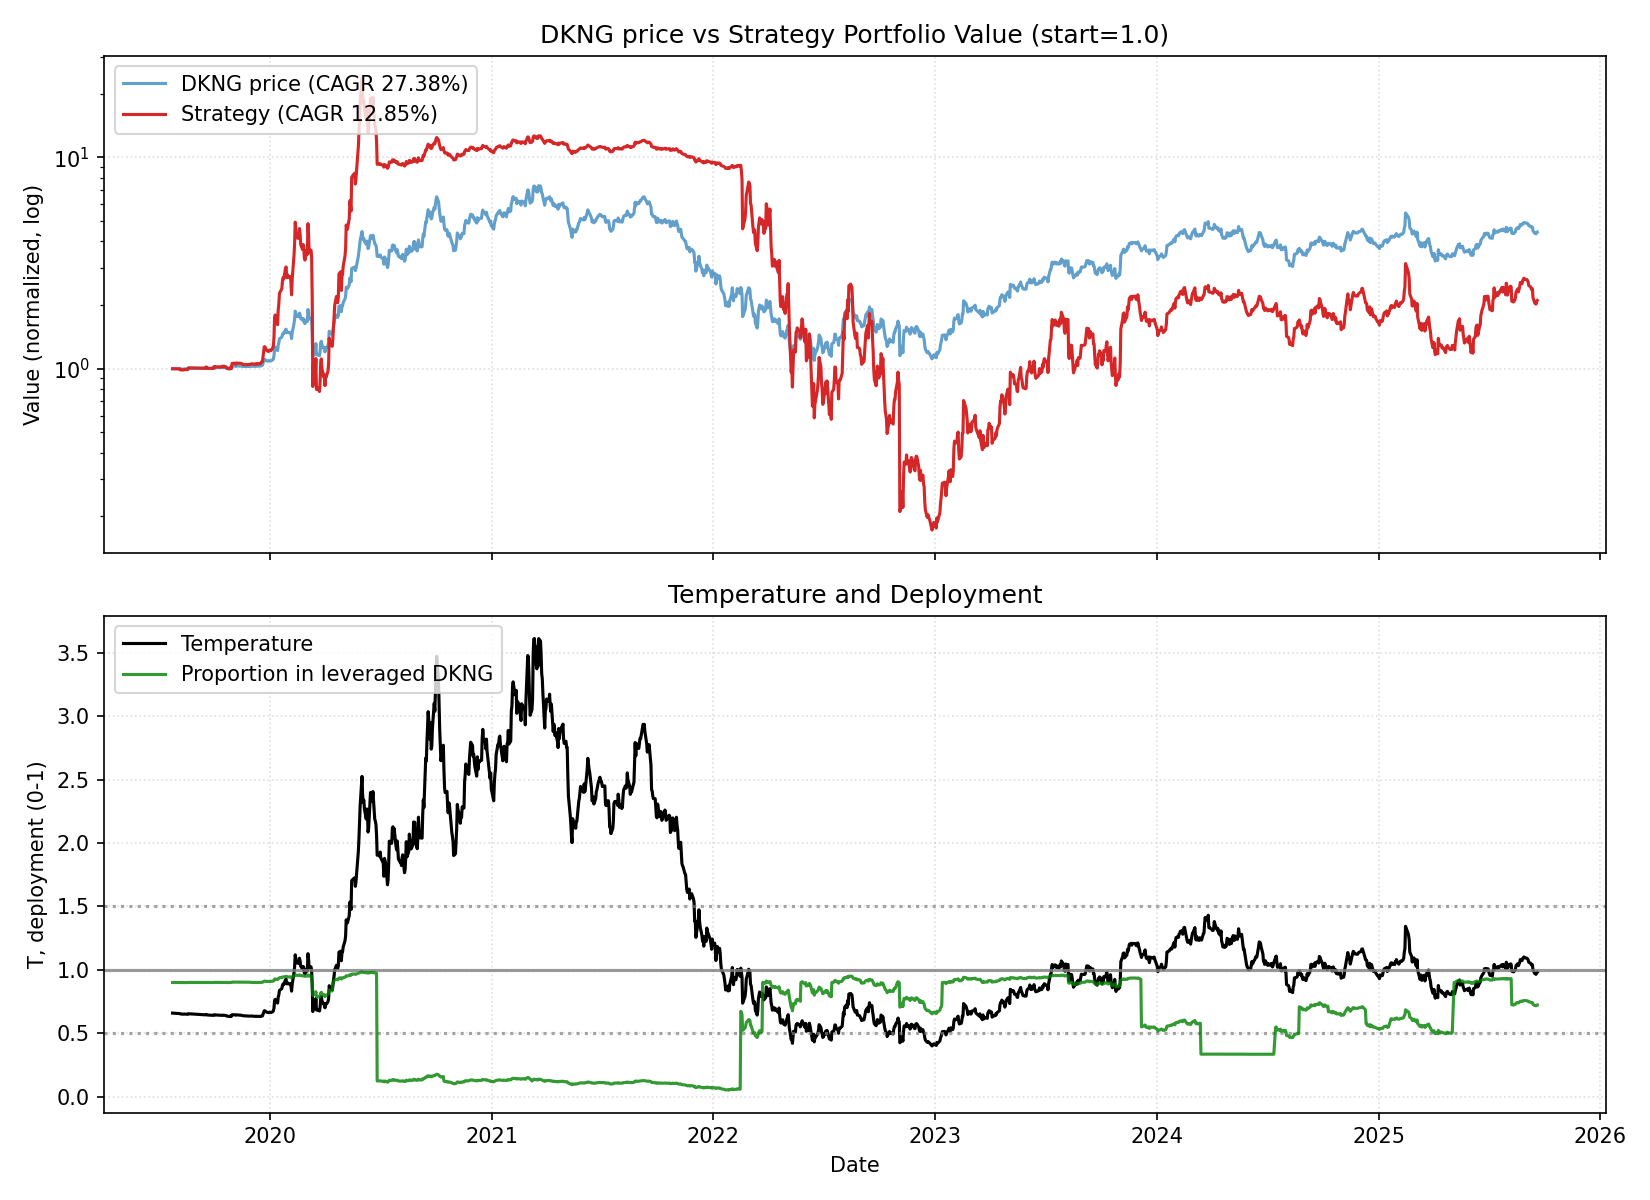 DKNG price vs Strategy Portfolio Value (start=1.0)
DKNG price (CAGR 27.38%)
Strategy (CAGR 12.85%)
10¹
10⁰
Value (normalized, log)
Temperature and Deployment
Temperature
Proportion in leveraged DKNG
3.5
3.0
2.5
2.0
1.5
1.0
0.5
0.0
T, deployment (0-1)
2020 2021 2022 2023 2024 2025 2026
Date